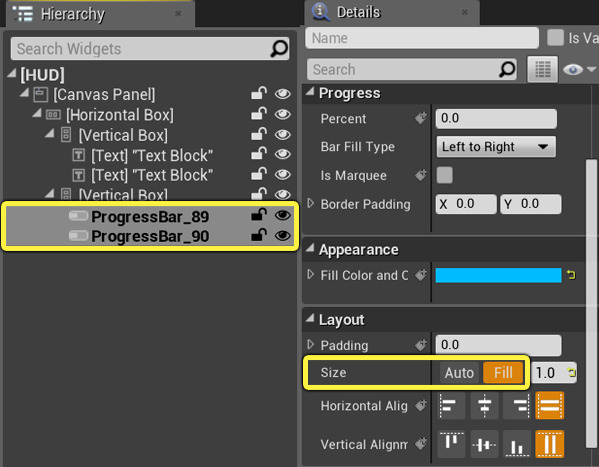 Hierarchy
Search Widgets
[HUD]
[Canvas Panel]
[Horizontal Box]
[Vertical Box]
[Text] "Text Block"
[Text] "Text Block"
[Vertical Box]
ProgressBar_89
ProgressBar_90
Details
Name
Is Va
Search
Progress
Percent 0.0
Bar Fill Type Left to Right
Is Marquee
Border Padding X 0.0 Y 0.0
Appearance
Fill Color and O
Layout
Padding 0.0
Size Auto Fill 1.0
Horizontal Alig
Vertical Alignm